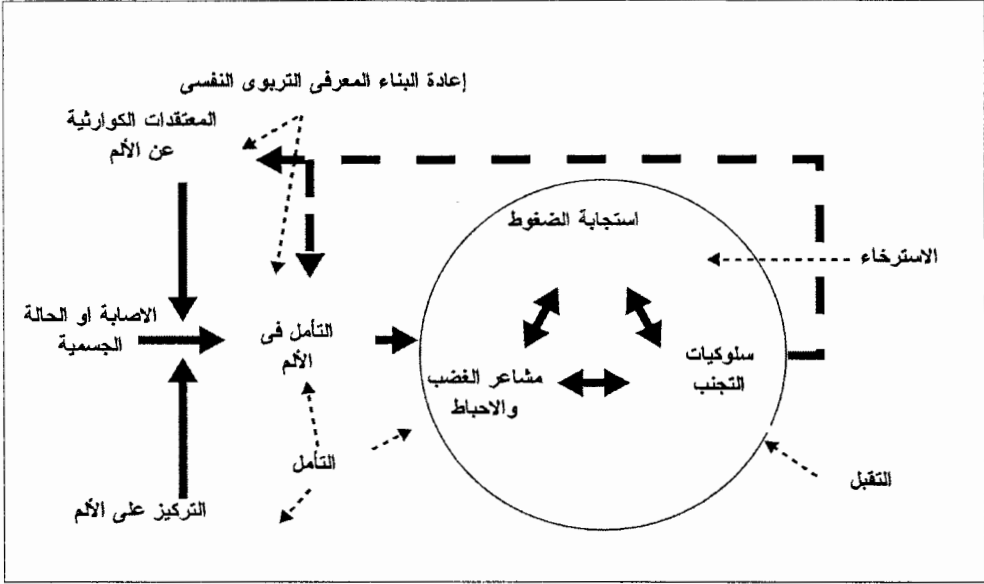 إعادة البناء المعرفى التربوى النفسى
المعتقدات الكوارثية
عن الألم
استجابة الضغوط
الاسترخاء
الاصابة او الحالة
الجسمية
التأمل فى
الألم
سلوكيات
التجنب
مشاعر الغضب
والاحباط
التأمل
التقبل
التركيز على الألم